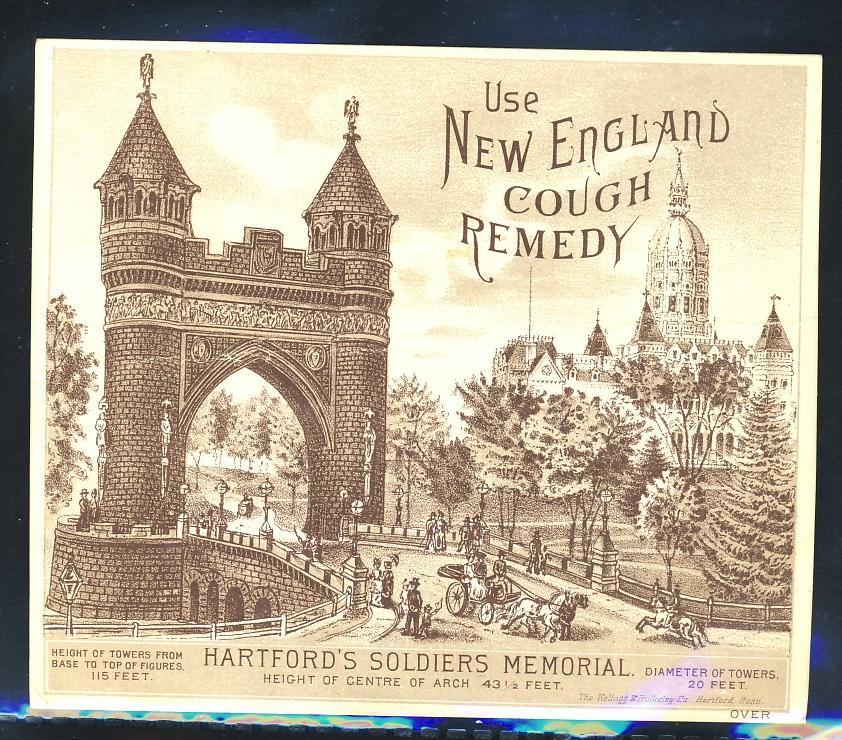 Use
NEW ENGLAND
COUGH
REMEDY
HEIGHT OF TOWERS FROM
BASE TO TOP OF FIGURES,
115 FEET.
HARTFORD'S SOLDIERS MEMORIAL.
HEIGHT OF CENTRE OF ARCH 43 1/2 FEET.
DIAMETER OF TOWERS,
20 FEET.
The Kellogg & Bulkeley Co. Hartford, Conn.
OVER